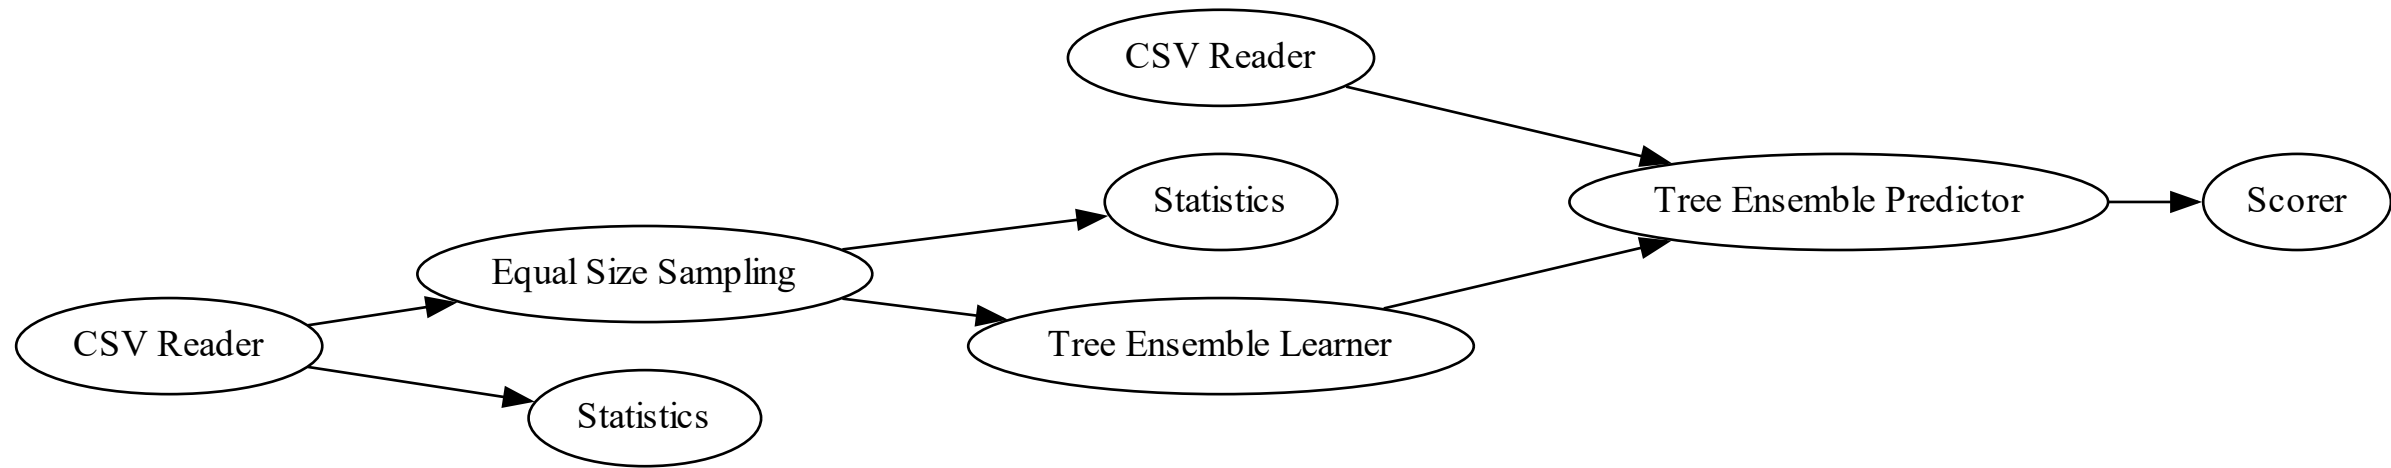 CSV Reader
Statistics
Tree Ensemble Predictor
Scorer
Equal Size Sampling
CSV Reader
Tree Ensemble Learner
Statistics